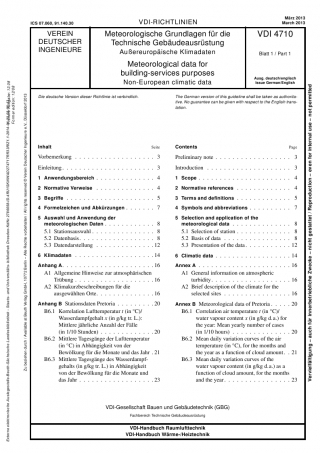 ICS 07.060, 91.140.30
VDI-RICHTLINIEN
März 2013
March 2013
VEREIN
DEUTSCHER
INGENIEURE
Meteorologische Grundlagen für die
Technische Gebäudeausrüstung
Außereuropäische Klimadaten
Meteorological data for
building-services purposes
Non-European climatic data
VDI 4710
Blatt 1 / Part 1
Ausg. deutsch/englisch
Issue German/English
Die deutsche Version dieser Richtlinie ist verbindlich.
The German version of this guideline shall be taken as authorita-
tive. No guarantee can be given with respect to the English trans-
lation.
Inhalt Seite
Vorbemerkung 3
Einleitung 3
1 Anwendungsbereich 4
2 Normative Verweise 4
3 Begriffe 5
4 Formelzeichen und Abkürzungen 7
5 Auswahl und Anwendung der
meteorologischen Daten 8
5.1 Stationsauswahl 8
5.2 Datenbasis 8
5.3 Datendarstellung 12
6 Klimadaten 14
Anhang A 16
A1 Allgemeine Hinweise zur atmosphärischen
Trübung 16
A2 Klimakurzbeschreibungen für die
ausgewählten Orte 16
Anhang B Stationsdaten Pretoria 20
B6.1 Korrelation Lufttemperatur x (in °C)/
Wasserdampfgehalt x (in g/kg tr. L.):
Mittlere jährliche Anzahl der Fälle
(in 1/10 Stunden) 20
B6.2 Mittlere Tagesgänge der Lufttemperatur
(in °C) in Abhängigkeit von der
Bewölkung für die Monate und das Jahr 21
B6.3 Mittlere Tagesgänge des Wasserdampf-
gehalts (in g/kg tr. L.) in Abhängigkeit
von der Bewölkung für die Monate und
das Jahr 23
Contents Page
Preliminary note 3
Introduction 3
1 Scope 4
2 Normative references 4
3 Terms and definitions 5
4 Symbols and abbreviations 7
5 Selection and application of the
meteorological data 8
5.1 Selection of station 8
5.2 Basis of data 8
5.3 Presentation of the data 12
6 Climatic data 14
Annex A 16
A1 General information on atmospheric
turbidity 16
A2 Brief description of the climate for the
selected sites 16
Annex B Meteorological data of Pretoria 20
B6.1 Correlation air temperature (in °C)/
water vapour content x (in g/kg d.a.) for
the year: Mean yearly number of cases
(in 1/10 hours) 20
B6.2 Mean daily variation curves of the air
temperature (in °C), for the months and
the year as a function of cloud amount 21
B6.3 Mean daily variation curves of the
water vapour content (in g/kg d.a.) as a
function of cloud amount, for the months
and the year 23
VDI-Gesellschaft Bauen und Gebäudetechnik (GBG)
Fachbereich Technische Gebäudeausrüstung
VDI-Handbuch Raumlufttechnik
VDI-Handbuch Wärme-/Heiztechnik
Vervielfältigung – auch für innerbetriebliche Zwecke – nicht gestattet / Reproduction – even for internal use – not permitted